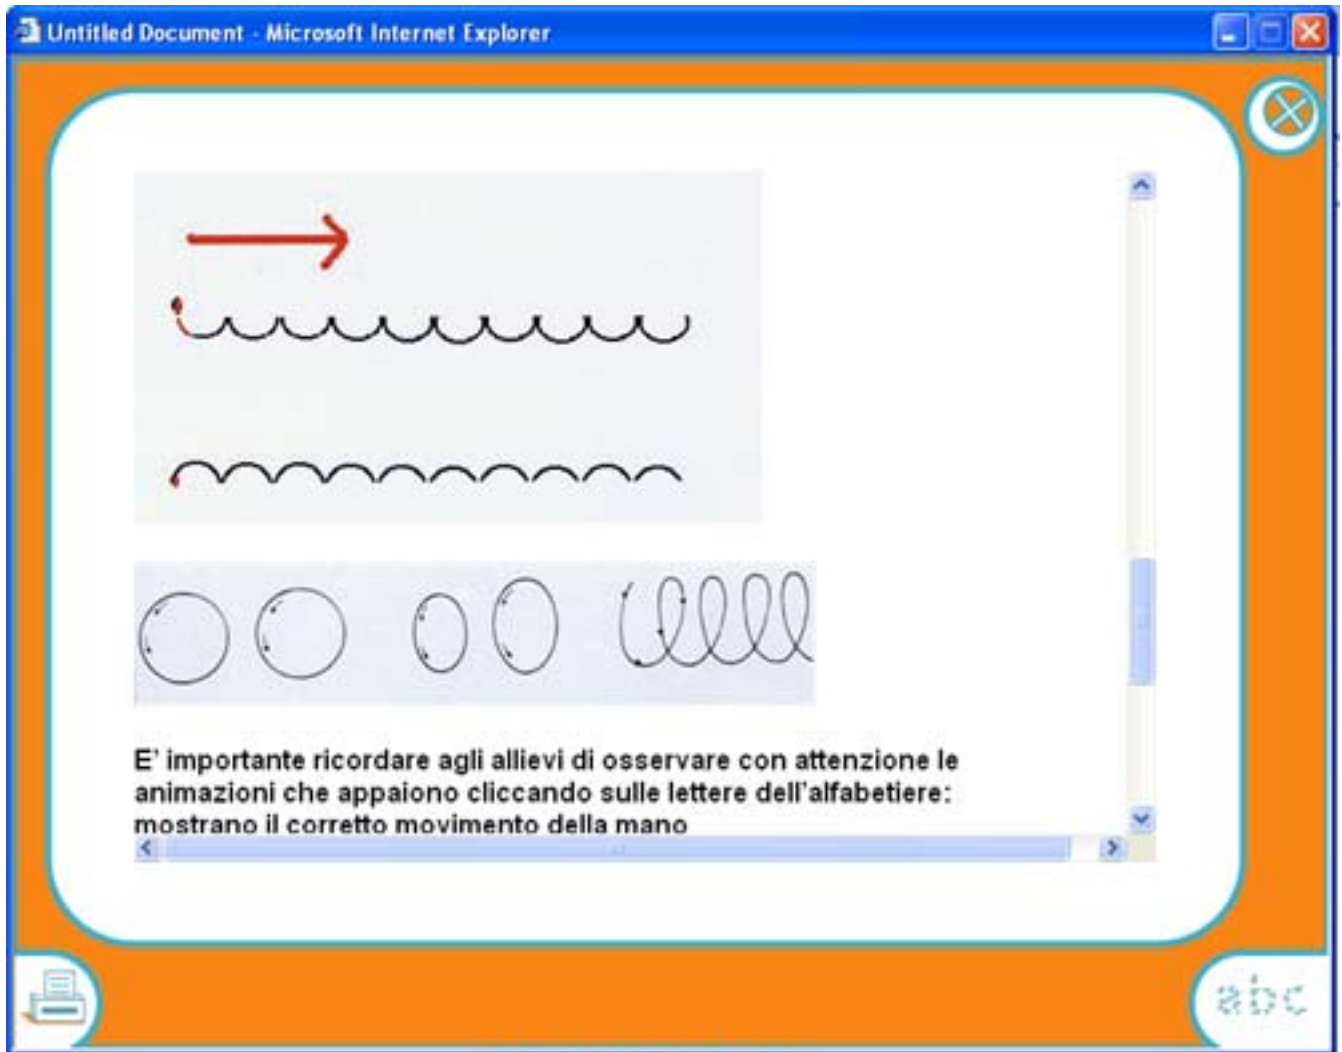 Untitled Document - Microsoft Internet Explorer
E' importante ricordare agli allievi di osservare con attenzione le
animazioni che appaiono cliccando sulle lettere dell'alfabetiere:
mostrano il corretto movimento della mano
abc